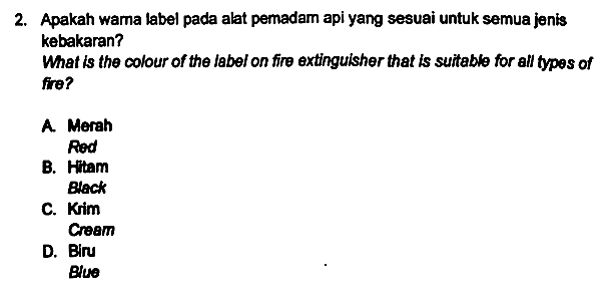 2. Apakah warna label pada alat pemadam api yang sesuai untuk semua jenis
kebakaran?
What is the colour of the label on fire extinguisher that is suitable for all types of
fire?
A. Merah
Red
B. Hitam
Black
C. Krim
Cream
D. Biru
Blue